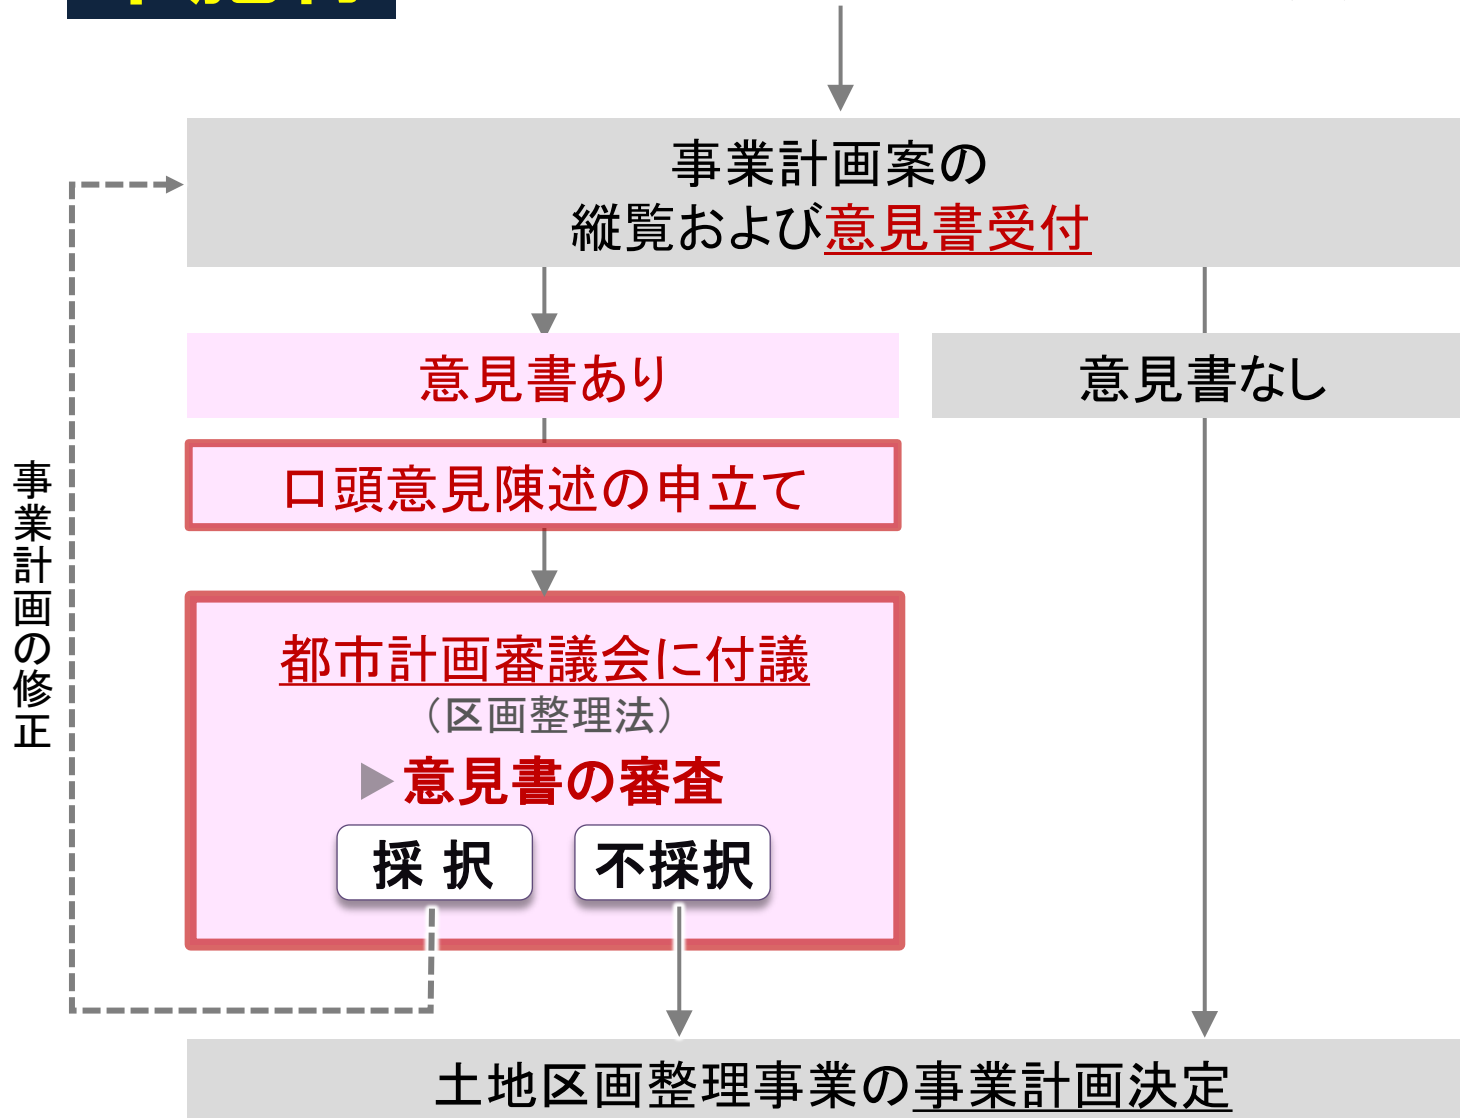 事業計画案の
縦覧および意見書受付
意見書あり
意見書なし
口頭意見陳述の申立て
都市計画審議会に付議
（区画整理法）
意見書の審査
採 択
不採択
事業計画の修正
土地区画整理事業の事業計画決定